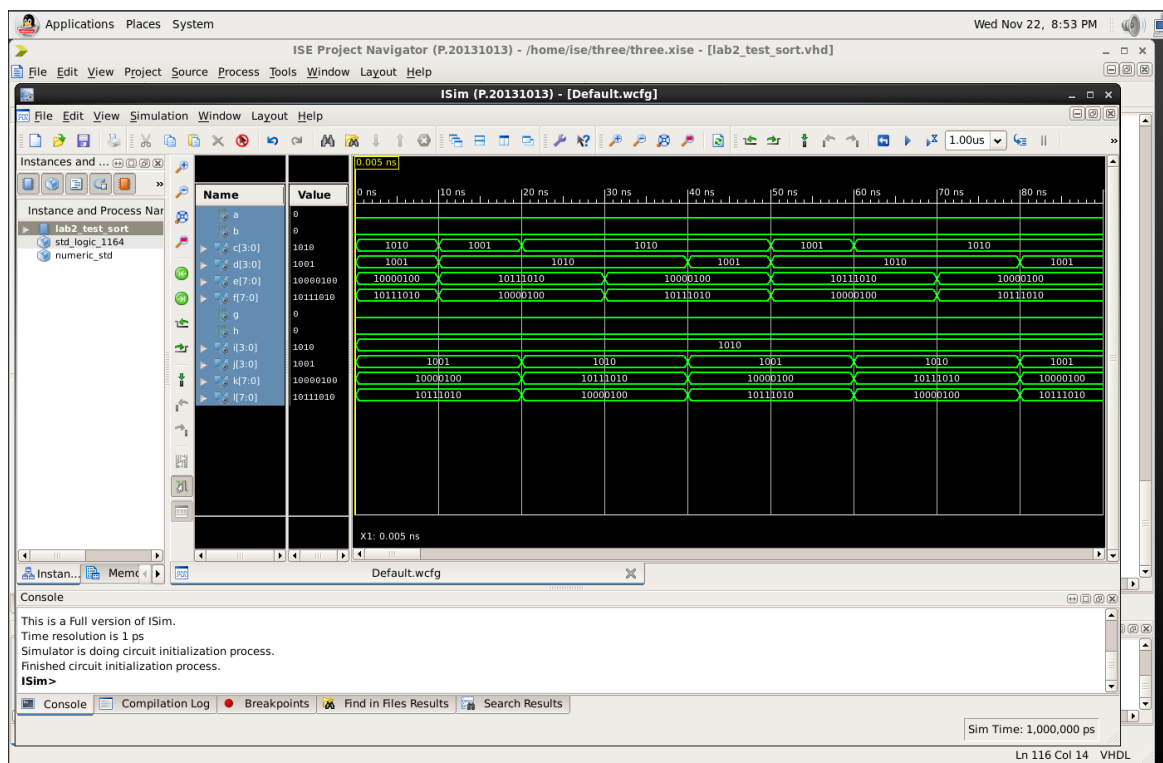 Applications Places System Wed Nov 22, 8:53 PM
ISE Project Navigator (P.20131013) - /home/ise/three/three.xise - [lab2_test_sort.vhd]
File Edit View Project Source Process Tools Window Layout Help
ISim (P.20131013) - [Default.wcfg]
File Edit View Simulation Window Layout Help
1.00us »
Instances and ...
»
Instance and Process Nar
lab2_test_sort
std_logic_1164
numeric_std
0.005 ns
Name Value 0 ns 10 ns 20 ns 30 ns 40 ns 50 ns 60 ns 70 ns 80 ns
a 0
b 0
c[3:0] 1010 1010 1001 1010 1001 1010
d[3:0] 1001 1001 1010 1001 1010 1001
e[7:0] 10000100 10000100 10111010 10000100 10111010 10000100
f[7:0] 10111010 10111010 10000100 10111010 10000100 10111010
g 0
h 0
i[3:0] 1010 1010
j[3:0] 1001 1001 1010 1001 1010 1001
k[7:0] 10000100 10000100 10111010 10000100 10111010 10000100
l[7:0] 10111010 10111010 10000100 10111010 10000100 10111010
X1: 0.005 ns
Instan... Memo Default.wcfg
Console
This is a Full version of ISim.
Time resolution is 1 ps
Simulator is doing circuit initialization process.
Finished circuit initialization process.
ISim>
Console Compilation Log Breakpoints Find in Files Results Search Results
Sim Time: 1,000,000 ps
Ln 116 Col 14 VHDL